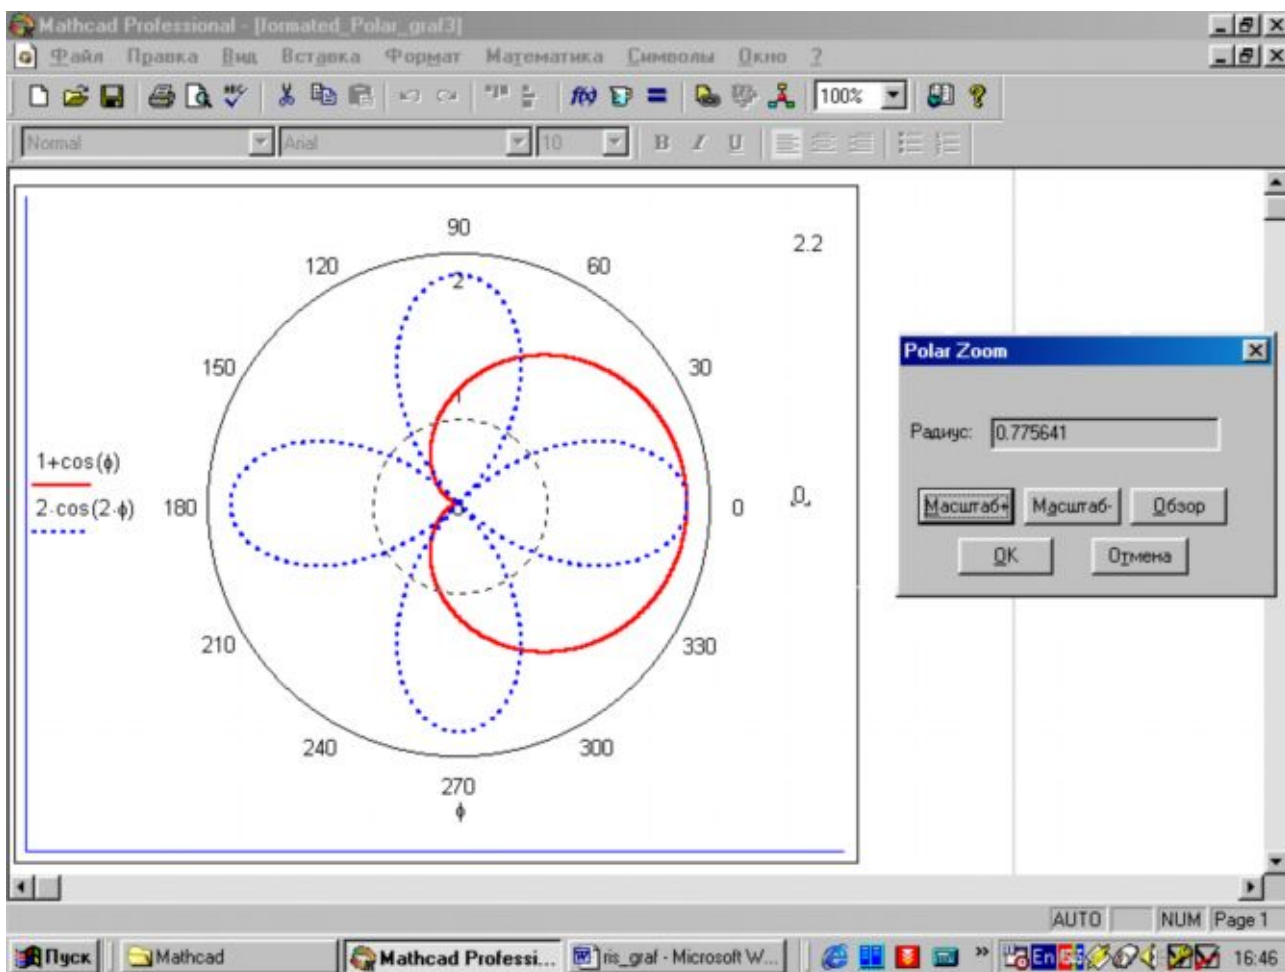 Mathcad Professional - [formated_Polar_graf3]
Файл Правка Вид Вставка Формат Математика Символы Окно ?
100%
Normal Arial 10 B I U
90
2.2
120 60
2
150 30
1
1+cos(ϕ)
2·cos(2·ϕ)
180 0 0
0
210 330
240 300
270
ϕ
Polar Zoom
Радиус: 0.775641
Масштаб+ Масштаб- Обзор
OK Отмена
AUTO NUM Page 1
Пуск Mathcad Mathcad Professi... ris_graf - Microsoft W... » En 16:46